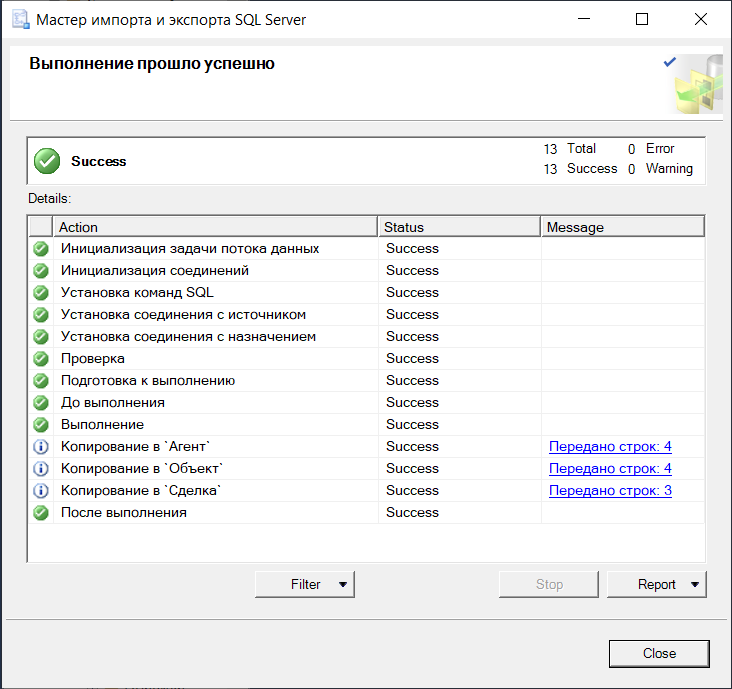 Мастер импорта и экспорта SQL Server
Выполнение прошло успешно
Success
13 Total 0 Error
13 Success 0 Warning
Details:
Action Status Message
Инициализация задачи потока данных Success
Инициализация соединений Success
Установка команд SQL Success
Установка соединения с источником Success
Установка соединения с назначением Success
Проверка Success
Подготовка к выполнению Success
До выполнения Success
Выполнение Success
Копирование в `Агент` Success Передано строк: 4
Копирование в `Объект` Success Передано строк: 4
Копирование в `Сделка` Success Передано строк: 3
После выполнения Success
Filter Stop Report
Close